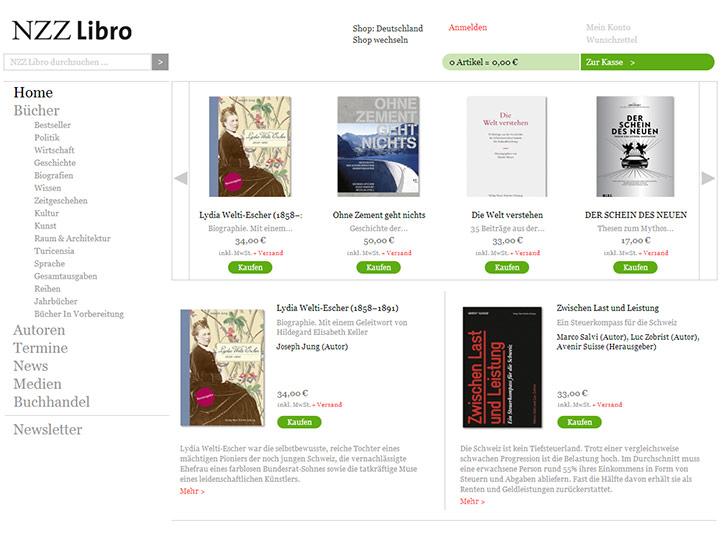 NZZ Libro
Shop: Deutschland
Shop wechseln
Anmelden
Mein Konto
Wunschzettel
NZZ Libro durchsuchen ...
>
0 Artikel = 0,00 €
Zur Kasse >
Home
Bücher
Bestseller
Politik
Wirtschaft
Geschichte
Biografien
Wissen
Zeitgeschehen
Kultur
Kunst
Raum & Architektur
Turicensia
Sprache
Gesamtausgaben
Reihen
Jahrbücher
Bücher In Vorbereitung
Autoren
Termine
News
Medien
Buchhandel
Newsletter
Lydia Welti-Escher
OHNE
ZEMENT
GEHT
NICHTS
Die
Welt verstehen
DER SCHEIN
DES NEUEN
Lydia Welti-Escher (1858–:
Biographie. Mit einem...
34,00 €
inkl. MwSt. + Versand
Kaufen
Ohne Zement geht nichts
Geschichte der...
50,00 €
inkl. MwSt. + Versand
Kaufen
Die Welt verstehen
35 Beiträge aus der...
33,00 €
inkl. MwSt. + Versand
Kaufen
DER SCHEIN DES NEUEN
Thesen zum Mythos...
17,00 €
inkl. MwSt. + Versand
Kaufen
Lydia Welti-Escher
Lydia Welti-Escher (1858–1891)
Biographie. Mit einem Geleitwort von
Hildegard Elisabeth Keller
Joseph Jung (Autor)
34,00 €
inkl. MwSt. + Versand
Kaufen
Lydia Welti-Escher war die selbstbewusste, reiche Tochter eines
mächtigen Pioniers der noch jungen Schweiz, die vernachlässigte
Ehefrau eines farblosen Bundesrat-Sohnes sowie die tatkräftige Muse
eines leidenschaftlichen Künstlers.
Mehr >
Zwischen Last
und Leistung
Ein Steuerkompass für die Schweiz
Zwischen Last und Leistung
Ein Steuerkompass für die Schweiz
Marco Salvi (Autor), Luc Zobrist (Autor),
Avenir Suisse (Herausgeber)
33,00 €
inkl. MwSt. + Versand
Kaufen
Die Schweiz ist kein Tiefsteuerland. Trotz einer vergleichsweise
schwachen Progression ist die Belastung hoch. Im Durchschnitt muss
eine erwachsene Person rund 55% ihres Einkommens in Form von
Steuern und Abgaben abliefern. Fast die Hälfte davon erhält sie als
Renten und Geldleistungen zurückerstattet.
Mehr >